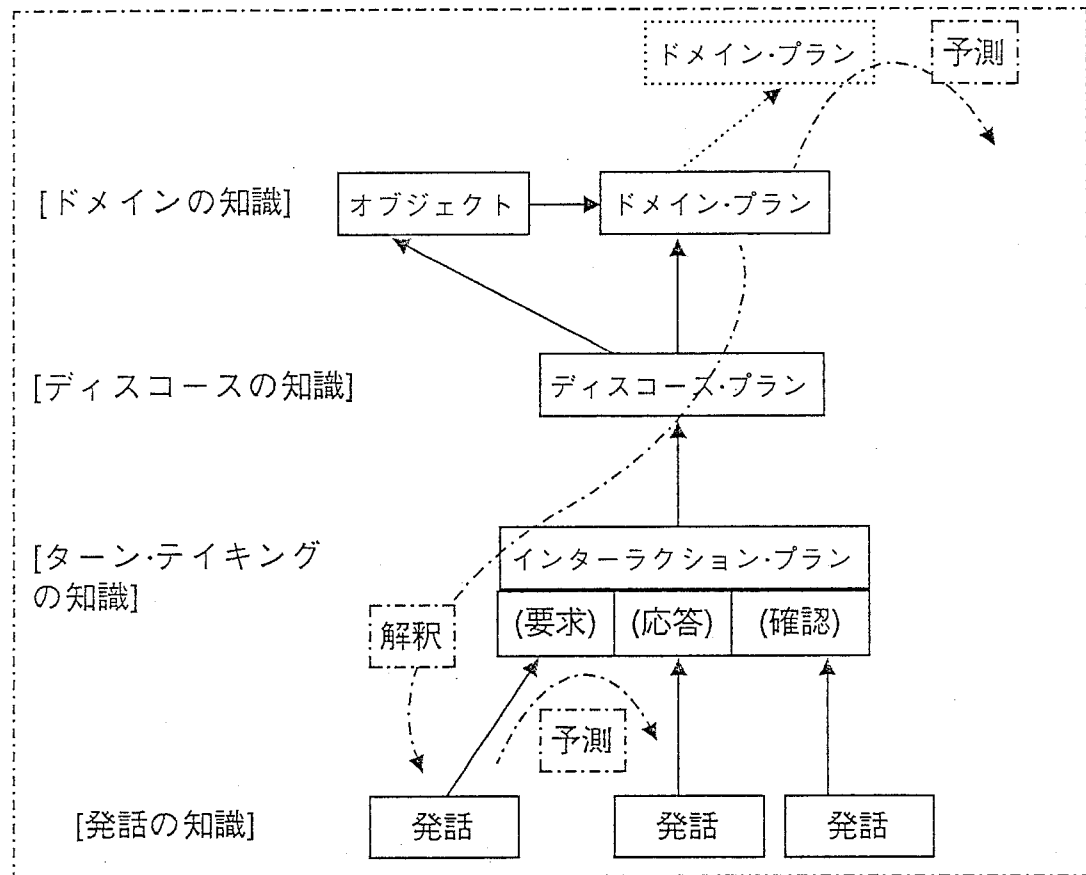 ドメイン・プラン
予測
[ドメインの知識]
オブジェクト
ドメイン・プラン
[ディスコースの知識]
ディスコース・プラン
[ターン・テイキング
の知識]
インターラクション・プラン
(要求)
(応答)
(確認)
解釈
予測
[発話の知識]
発話
発話
発話